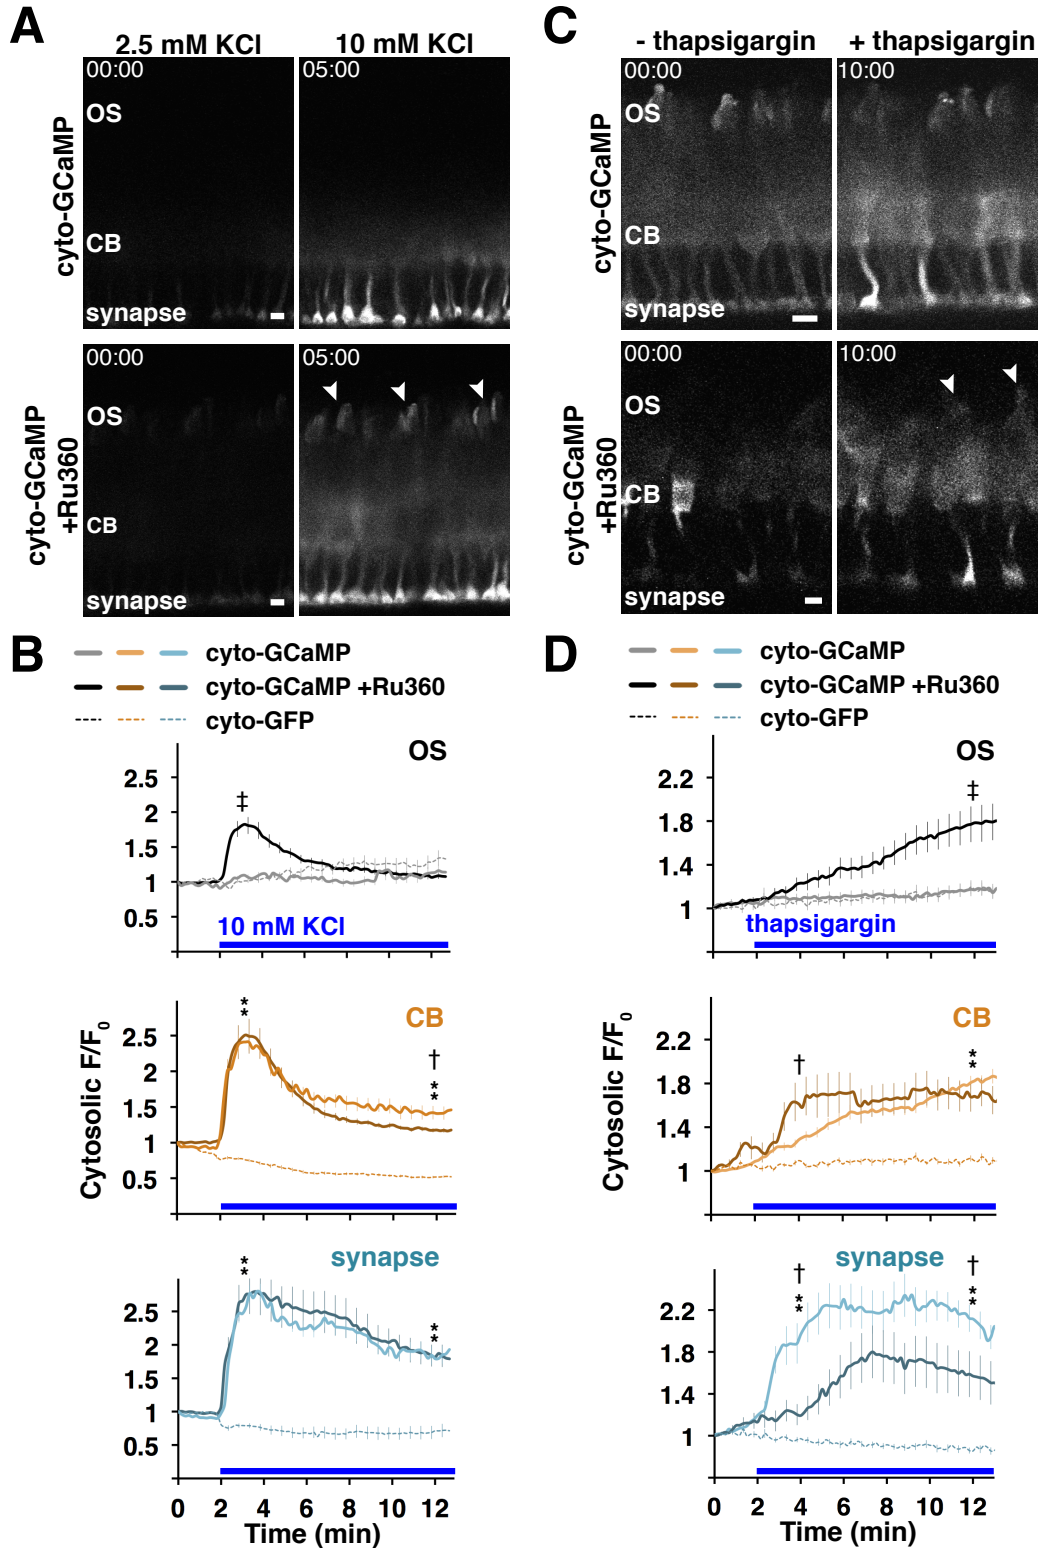 A
2.5 mM KCl
10 mM KCl
cyto-GCaMP
00:00
OS
CB
synapse
05:00
cyto-GCaMP
+Ru360
00:00
OS
CB
synapse
05:00
B
cyto-GCaMP
cyto-GCaMP +Ru360
cyto-GFP
OS
2.5
2
1.5
1
0.5
‡
10 mM KCl
Cytosolic F/F0
CB
2.5
2
1.5
1
0.5
**
†
**
synapse
2.5
2
1.5
1
0.5
**
**
0 2 4 6 8 10 12
Time (min)
C
- thapsigargin
+ thapsigargin
cyto-GCaMP
00:00
OS
CB
synapse
10:00
cyto-GCaMP
+Ru360
00:00
OS
CB
synapse
10:00
D
cyto-GCaMP
cyto-GCaMP +Ru360
cyto-GFP
OS
2.2
1.8
1.4
1
‡
thapsigargin
Cytosolic F/F0
CB
2.2
1.8
1.4
1
†
**
synapse
2.2
1.8
1.4
1
†
**
†
**
0 2 4 6 8 10 12
Time (min)